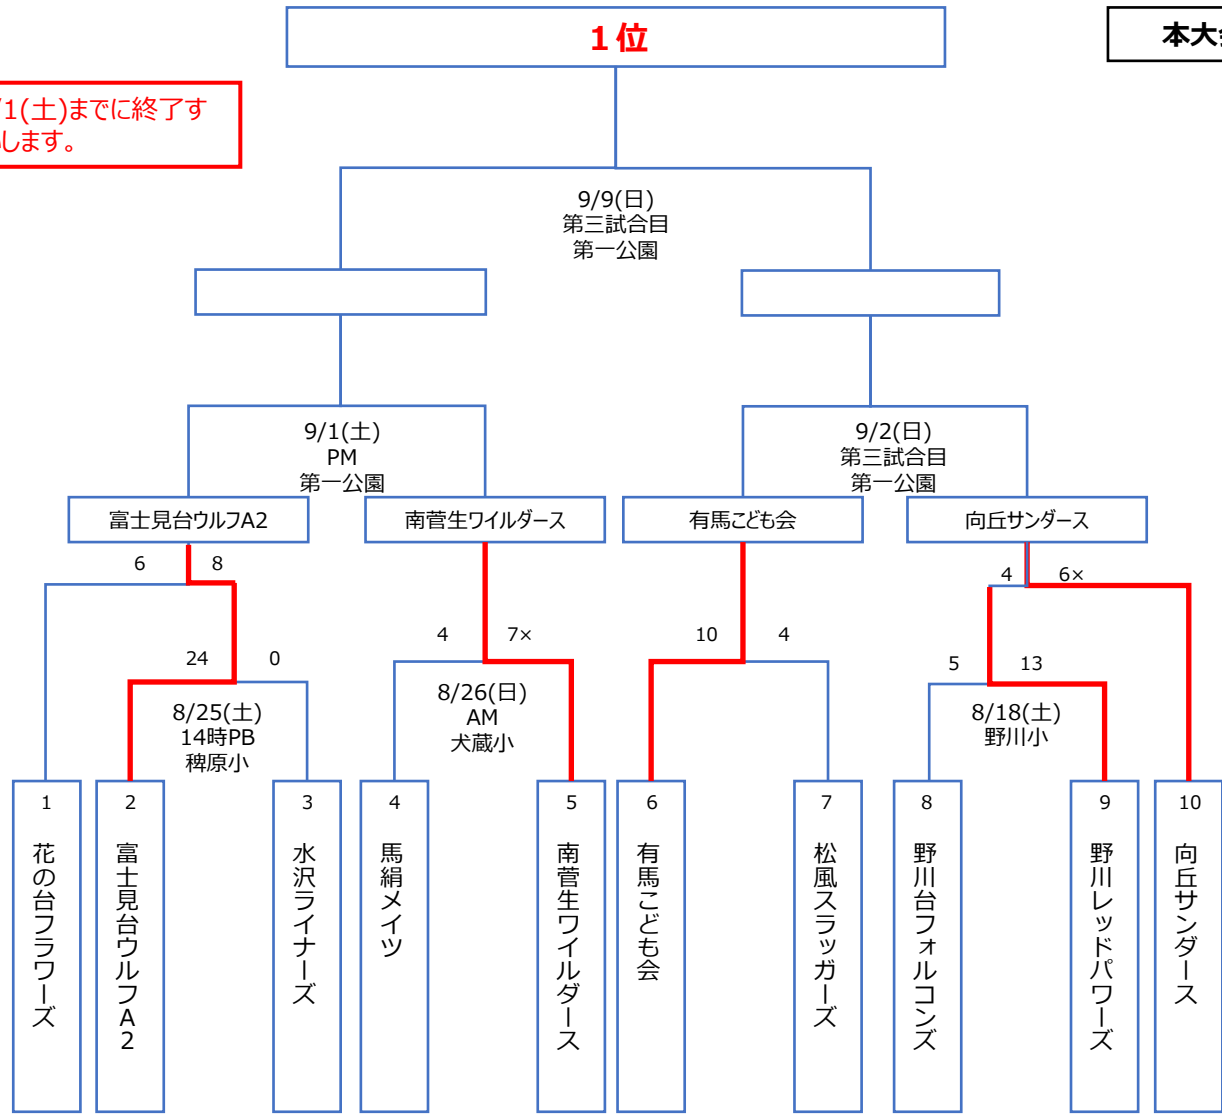 1位
本大会
/1(土)までに終了す
します。
9/9(日)
第三試合目
第一公園
9/1(土)
PM
第一公園
9/2(日)
第三試合目
第一公園
富士見台ウルフA2
南菅生ワイルダース
有馬こども会
向丘サンダース
6 8
4 6×
4 7×
10 4
24 0
5 13
8/25(土)
14時PB
稗原小
8/26(日)
AM
犬蔵小
8/18(土)
野川小
1
花の台フラワーズ
2
富士見台ウルフA2
3
水沢ライナーズ
4
馬絹メイツ
5
南菅生ワイルダース
6
有馬こども会
7
松風スラッガーズ
8
野川台フォルコンズ
9
野川レッドパワーズ
10
向丘サンダース